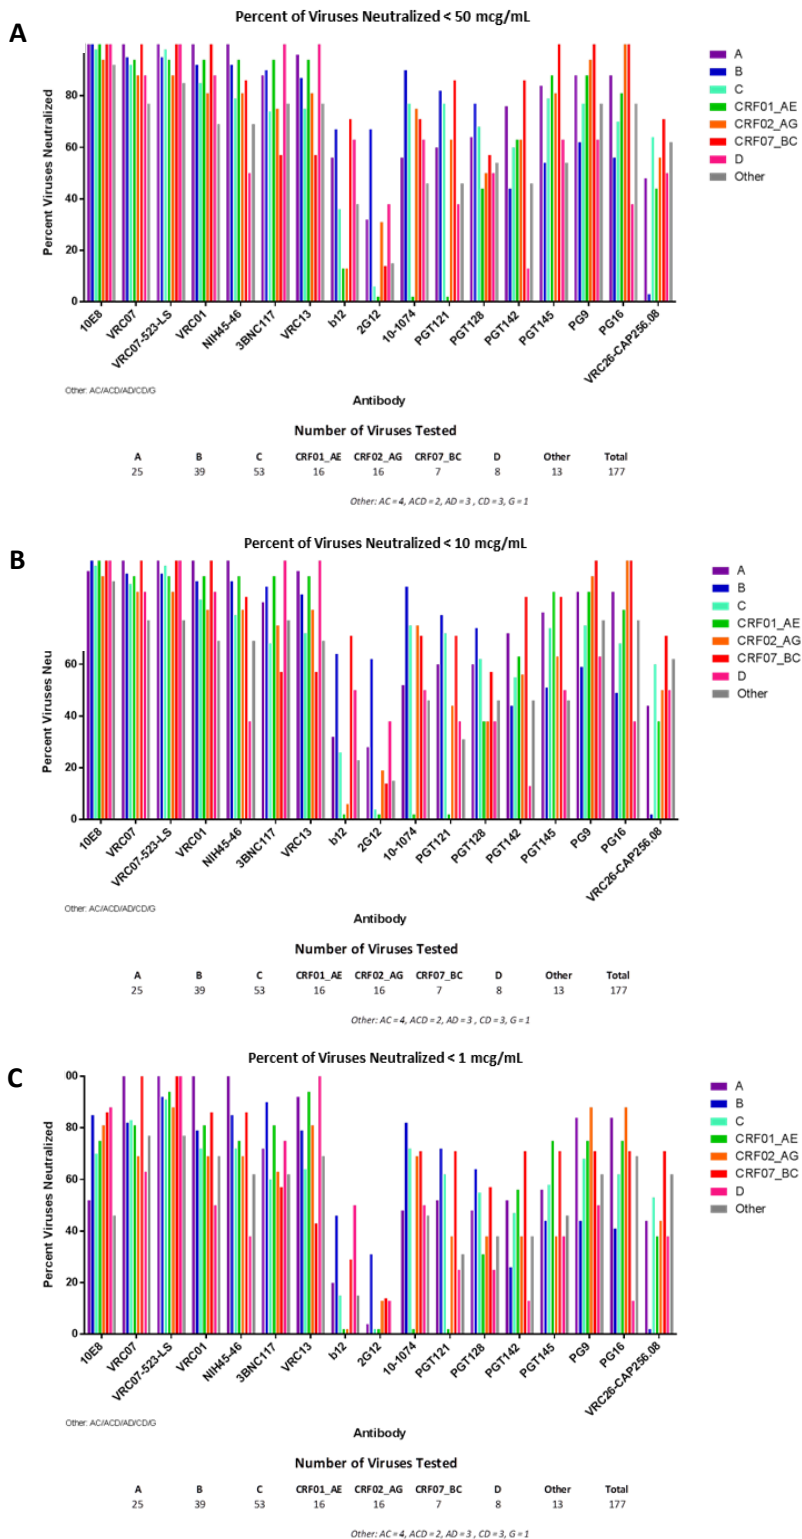 A
Percent of Viruses Neutralized < 50 mcg/mL
Percent Viruses Neutralized
80
60
40
20
0
10E8
VRC07
VRC07-523-LS
VRC01
NIH45-46
3BNC117
VRC13
b12
2G12
10-1074
PGT121
PGT128
PGT142
PGT145
PG9
PG16
VRC26-CAP256.08
A
B
C
CRF01_AE
CRF02_AG
CRF07_BC
D
Other
Other: AC/ACD/AD/CD/G
Antibody
Number of Viruses Tested
A B C CRF01_AE CRF02_AG CRF07_BC D Other Total
25 39 53 16 16 7 8 13 177
Other: AC = 4, ACD = 2, AD = 3 , CD = 3, G = 1
B
Percent of Viruses Neutralized < 10 mcg/mL
Percent Viruses Neu
60
40
20
0
10E8
VRC07
VRC07-523-LS
VRC01
NIH45-46
3BNC117
VRC13
b12
2G12
10-1074
PGT121
PGT128
PGT142
PGT145
PG9
PG16
VRC26-CAP256.08
A
B
C
CRF01_AE
CRF02_AG
CRF07_BC
D
Other
Other: AC/ACD/AD/CD/G
Antibody
Number of Viruses Tested
A B C CRF01_AE CRF02_AG CRF07_BC D Other Total
25 39 53 16 16 7 8 13 177
Other: AC = 4, ACD = 2, AD = 3 , CD = 3, G = 1
C
Percent of Viruses Neutralized < 1 mcg/mL
Percent Viruses Neutralized
00
80
60
40
20
0
10E8
VRC07
VRC07-523-LS
VRC01
NIH45-46
3BNC117
VRC13
b12
2G12
10-1074
PGT121
PGT128
PGT142
PGT145
PG9
PG16
VRC26-CAP256.08
A
B
C
CRF01_AE
CRF02_AG
CRF07_BC
D
Other
Other: AC/ACD/AD/CD/G
Antibody
Number of Viruses Tested
A B C CRF01_AE CRF02_AG CRF07_BC D Other Total
25 39 53 16 16 7 8 13 177
Other: AC = 4, ACD = 2, AD = 3 , CD = 3, G = 1